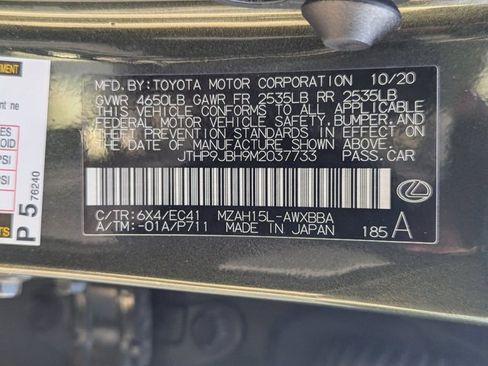 MFD. BY: TOYOTA MOTOR CORPORATION 10/20
GVWR 4650LB GAWR FR 2535LB RR 2535LB
THIS VEHICLE CONFORMS TO ALL APPLICABLE
FEDERAL MOTOR VEHICLE SAFETY, BUMPER, AND
THEFT PREVENTION STANDARDS IN EFFECT ON
THE DATE OF MANUFACTURE SHOWN ABOVE.
JTHP9JBH9M2037733 PASS. CAR
C/TR: 6X4/EC41 MZAH15L-AWXBBA
A/TM: -01A/P711 MADE IN JAPAN 185 A
P 5 76240